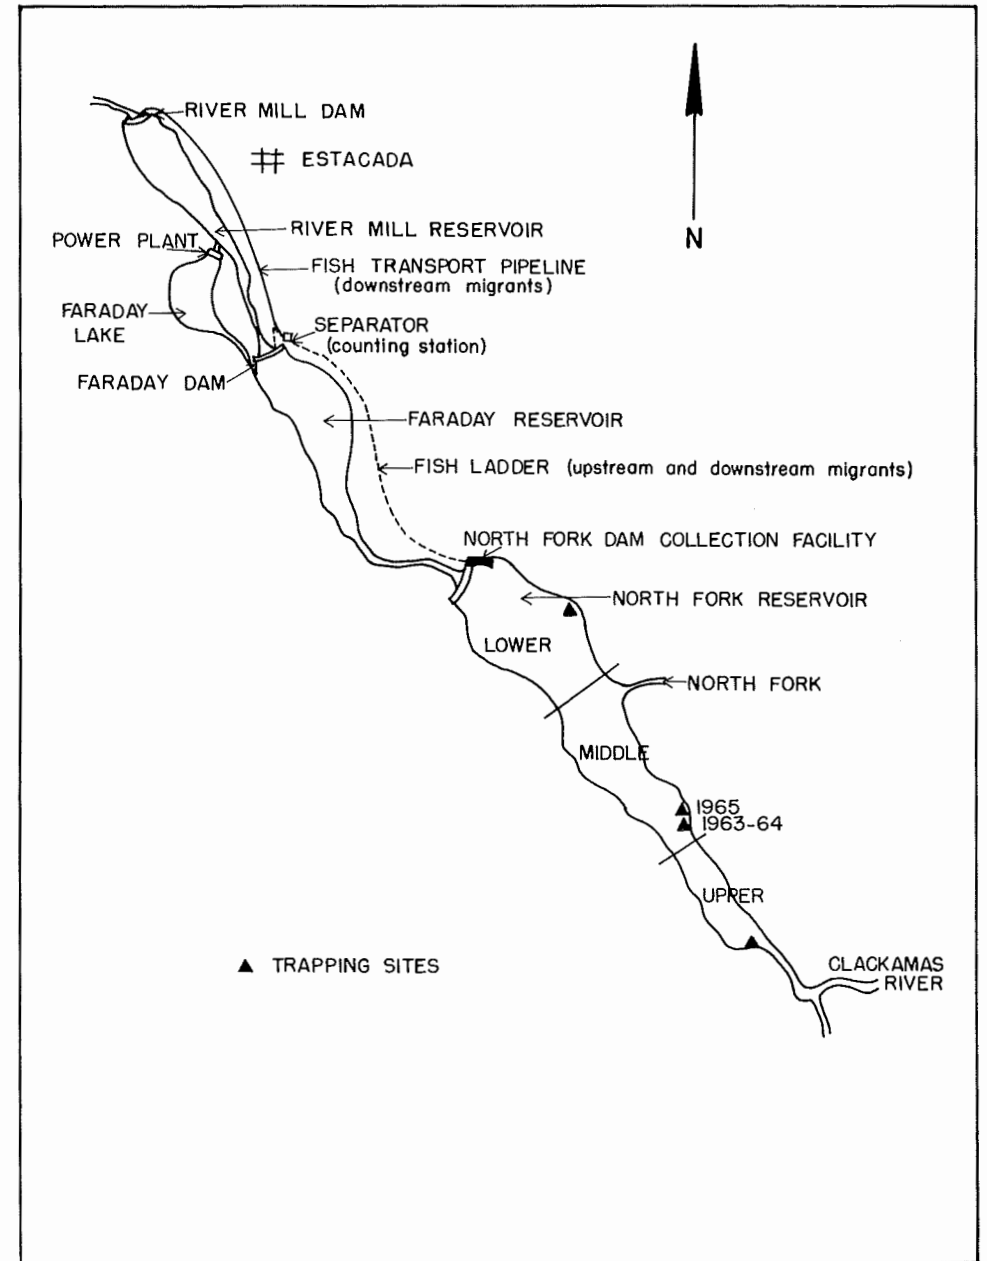 RIVER MILL DAM
ESTACADA
RIVER MILL RESERVOIR
POWER PLANT
N
FISH TRANSPORT PIPELINE
(downstream migrants)
FARADAY
LAKE
SEPARATOR
(counting station)
FARADAY DAM
FARADAY RESERVOIR
FISH LADDER (upstream and downstream migrants)
NORTH FORK DAM COLLECTION FACILITY
NORTH FORK RESERVOIR
LOWER
NORTH FORK
MIDDLE
1965
1963-64
UPPER
TRAPPING SITES
CLACKAMAS
RIVER